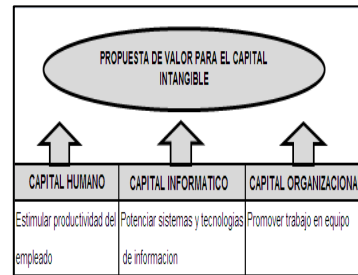 PROPUESTA DE VALOR PARA EL CAPITAL
INTANGIBLE
CAPITAL HUMANO
CAPITAL INFORMATICO
CAPITAL ORGANIZACIONA
Estimular productividad del
empleado
Potenciar sistemas y tecnologias
de informacion
Promover trabajo en equipo